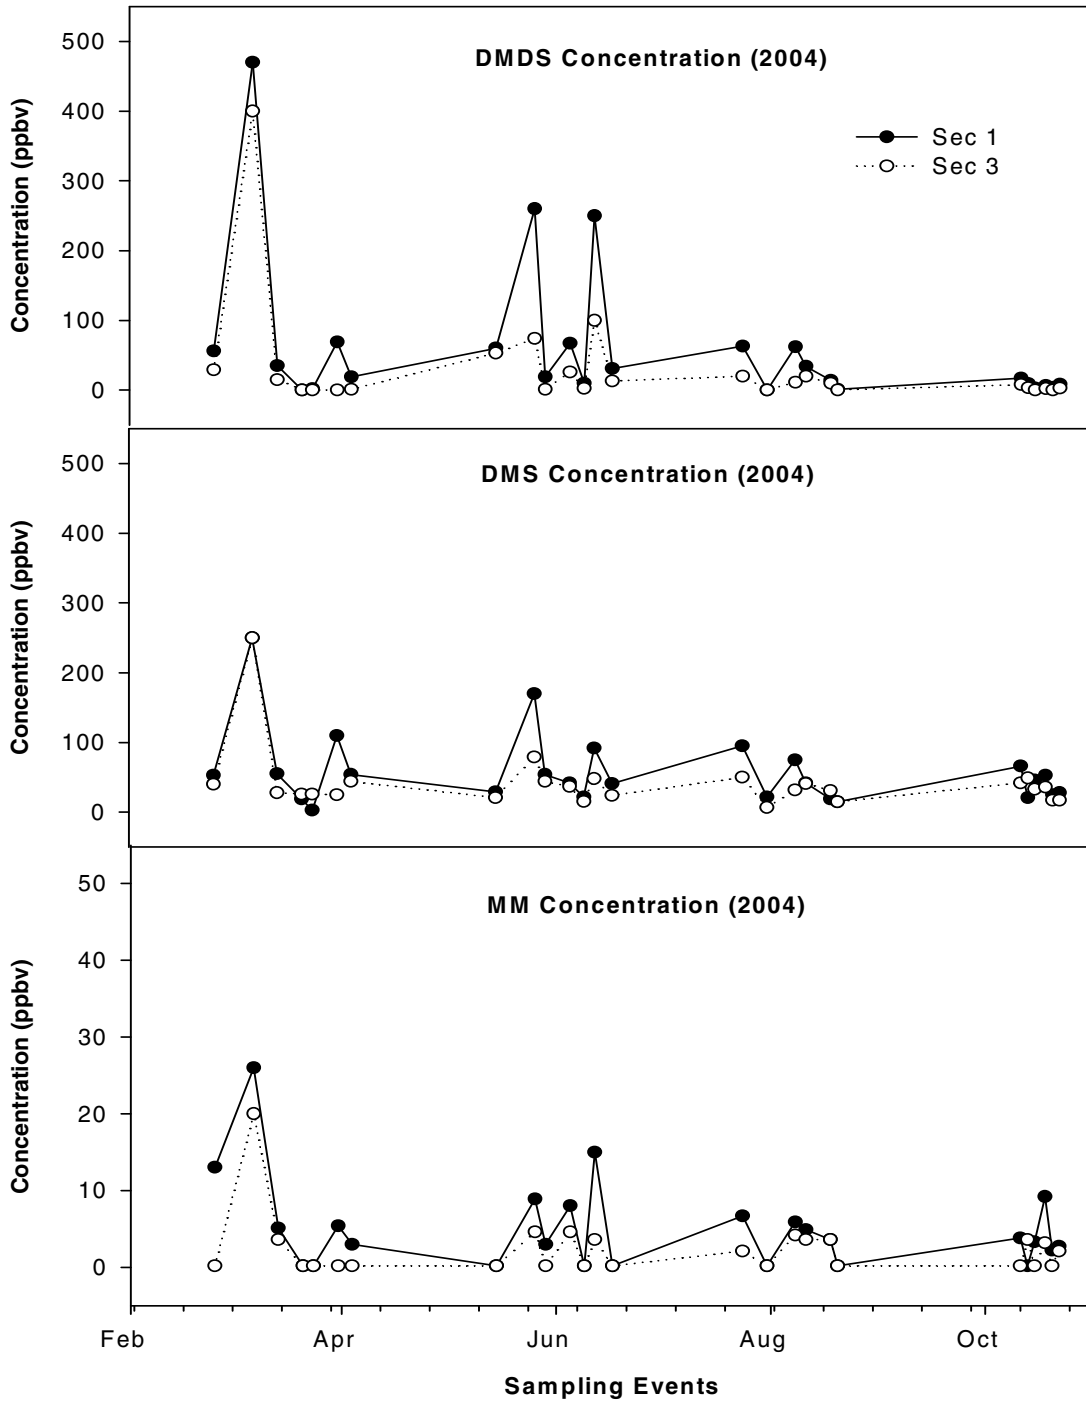 DMDS Concentration (2004)
Concentration (ppbv)
500
400
300
200
100
0
Sec 1
Sec 3
DMS Concentration (2004)
Concentration (ppbv)
500
400
300
200
100
0
MM Concentration (2004)
Concentration (ppbv)
50
40
30
20
10
0
Feb Apr Jun Aug Oct
Sampling Events